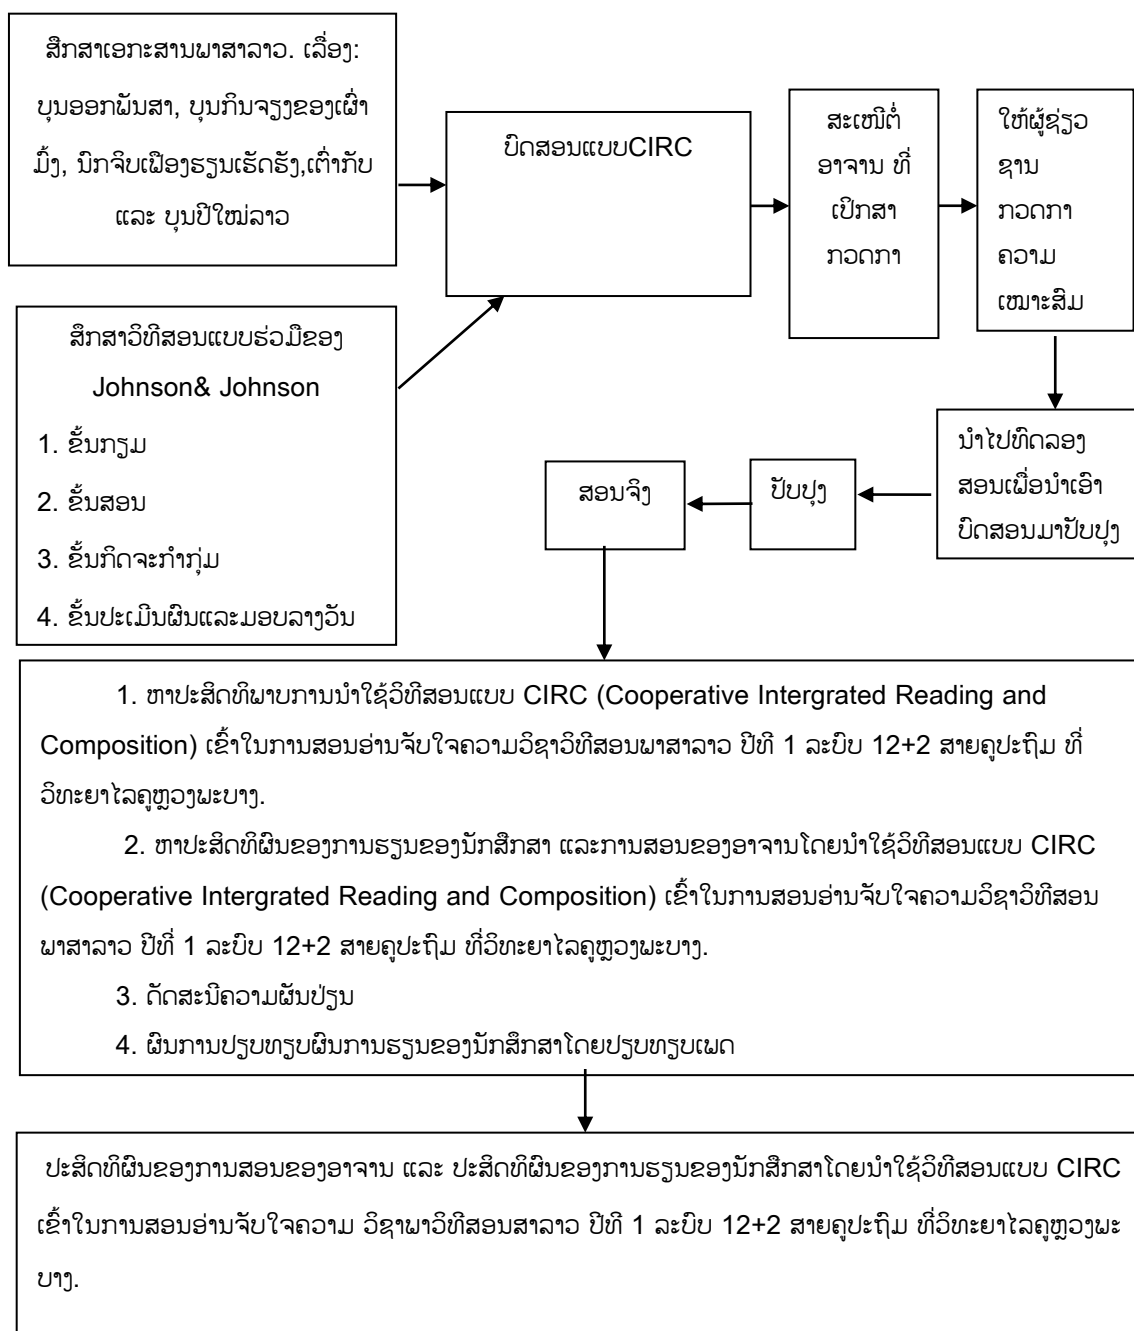 ສຶກສາເອກະສານພາສາລາວ. ເລື່ອງ:
ບຸນອອກພັນສາ, ບຸນກິນຈຽງຂອງເຜົ່າ
ມົ້ງ, ນົກຈິບເຟືອງຮຽນເຮັດຮັງ,ເຕົ່າກັບ
ແລະ ບຸນປີໃໝ່ລາວ
ບົດສອນແບບCIRC
ສະເໜີຕໍ່
ອາຈານ ທີ່
ເປິກສາ
ກວດກາ
ໃຫ້ຜູ້ຊ່ຽວ
ຊານ
ກວດກາ
ຄວາມ
ເໝາະສົມ
ສຶກສາວິທີສອນແບບຮ່ວມືຂອງ
Johnson& Johnson
1. ຂັ້ນກຽມ
2. ຂັ້ນສອນ
3. ຂັ້ນກິດຈະກຳກຸ່ມ
4. ຂັ້ນປະເມີນຜົນແລະມອບລາງວັນ
ນຳໄປທົດລອງ
ສອນເພື່ອນຳເອົາ
ບົດສອນມາປັບປຸງ
ປັບປຸງ
ສອນຈິງ
1. ຫາປະສິດທິພາບການນຳໃຊ້ວິທີສອນແບບ CIRC (Cooperative Intergrated Reading and
Composition) ເຂົ້າໃນການສອນອ່ານຈັບໃຈຄວາມວິຊາວິທີສອນພາສາລາວ ປີທີ 1 ລະບົບ 12+2 ສາຍຄູປະຖົມ ທີ່
ວິທະຍາໄລຄູຫຼວງພະບາງ.
2. ຫາປະສິດທິຜົນຂອງການຮຽນຂອງນັກສຶກສາ ແລະການສອນຂອງອາຈານໂດຍນຳໃຊ້ວິທີສອນແບບ CIRC
(Cooperative Intergrated Reading and Composition) ເຂົ້າໃນການສອນອ່ານຈັບໃຈຄວາມວິຊາວິທີສອນ
ພາສາລາວ ປີທີ່ 1 ລະບົບ 12+2 ສາຍຄູປະຖົມ ທີ່ວິທະຍາໄລຄູຫຼວງພະບາງ.
3. ດັດສະນີຄວາມຜັນປ່ຽນ
4. ຜົນການປຽບທຽບຜົນການຮຽນຂອງນັກສຶກສາໂດຍປຽບທຽບເພດ
ປະສິດທິຜົນຂອງການສອນຂອງອາຈານ ແລະ ປະສິດທິຜົນຂອງການຮຽນຂອງນັກສຶກສາໂດຍນຳໃຊ້ວິທີສອນແບບ CIRC
ເຂົ້າໃນການສອນອ່ານຈັບໃຈຄວາມ ວິຊາພາວິທີສອນສາລາວ ປີທີ 1 ລະບົບ 12+2 ສາຍຄູປະຖົມ ທີ່ວິທະຍາໄລຄູຫຼວງພະ
ບາງ.